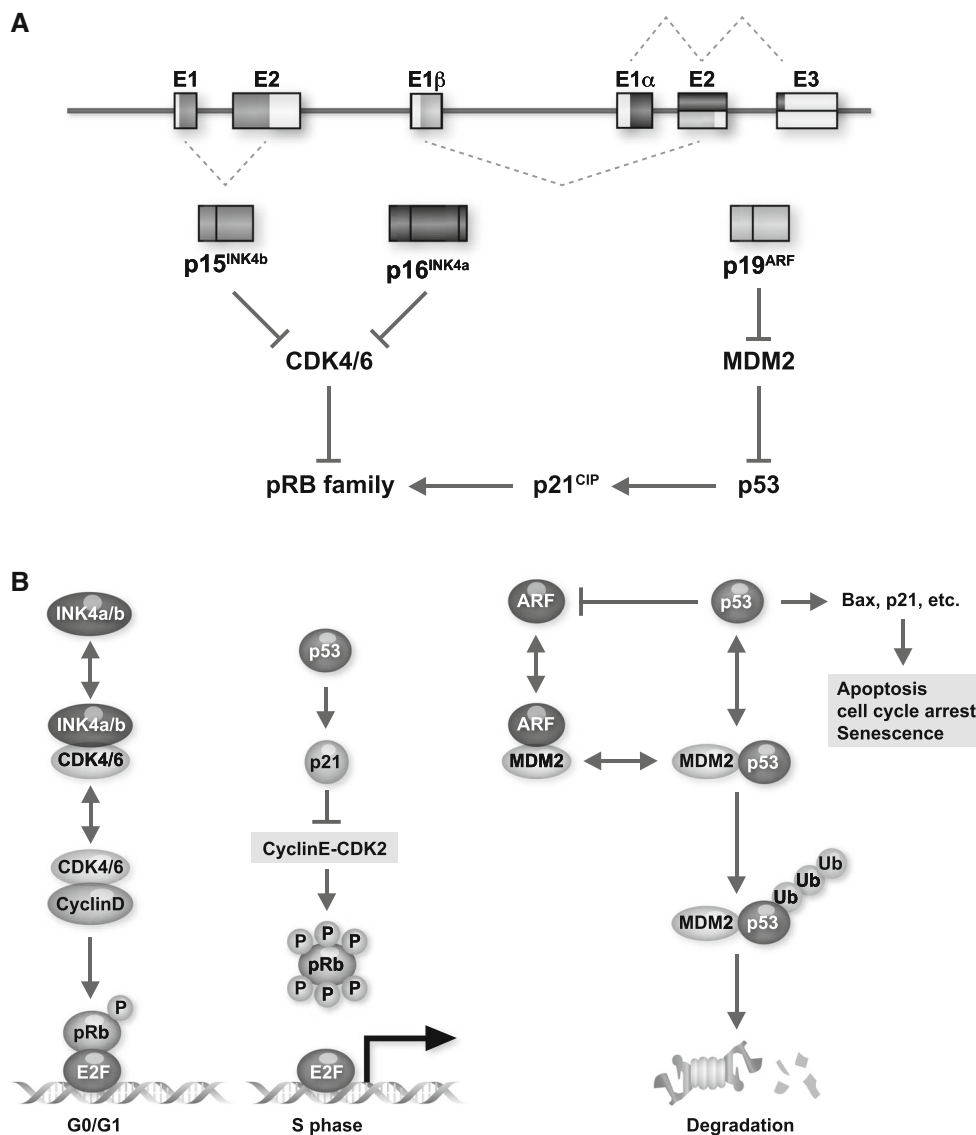 A
E1 E2 E1β E1α E2 E3
p15INK4b p16INK4a p19ARF
CDK4/6 MDM2
pRB family p21CIP p53
B
INK4a/b
INK4a/b
CDK4/6
CDK4/6
CyclinD
P
pRb
E2F
G0/G1
p53
p21
CyclinE-CDK2
P P P
pRb
P P P
E2F
S phase
ARF p53 Bax, p21, etc.
Apoptosis
cell cycle arrest
Senescence
ARF
MDM2 MDM2 p53
Ub
Ub
Ub
MDM2 p53
Degradation